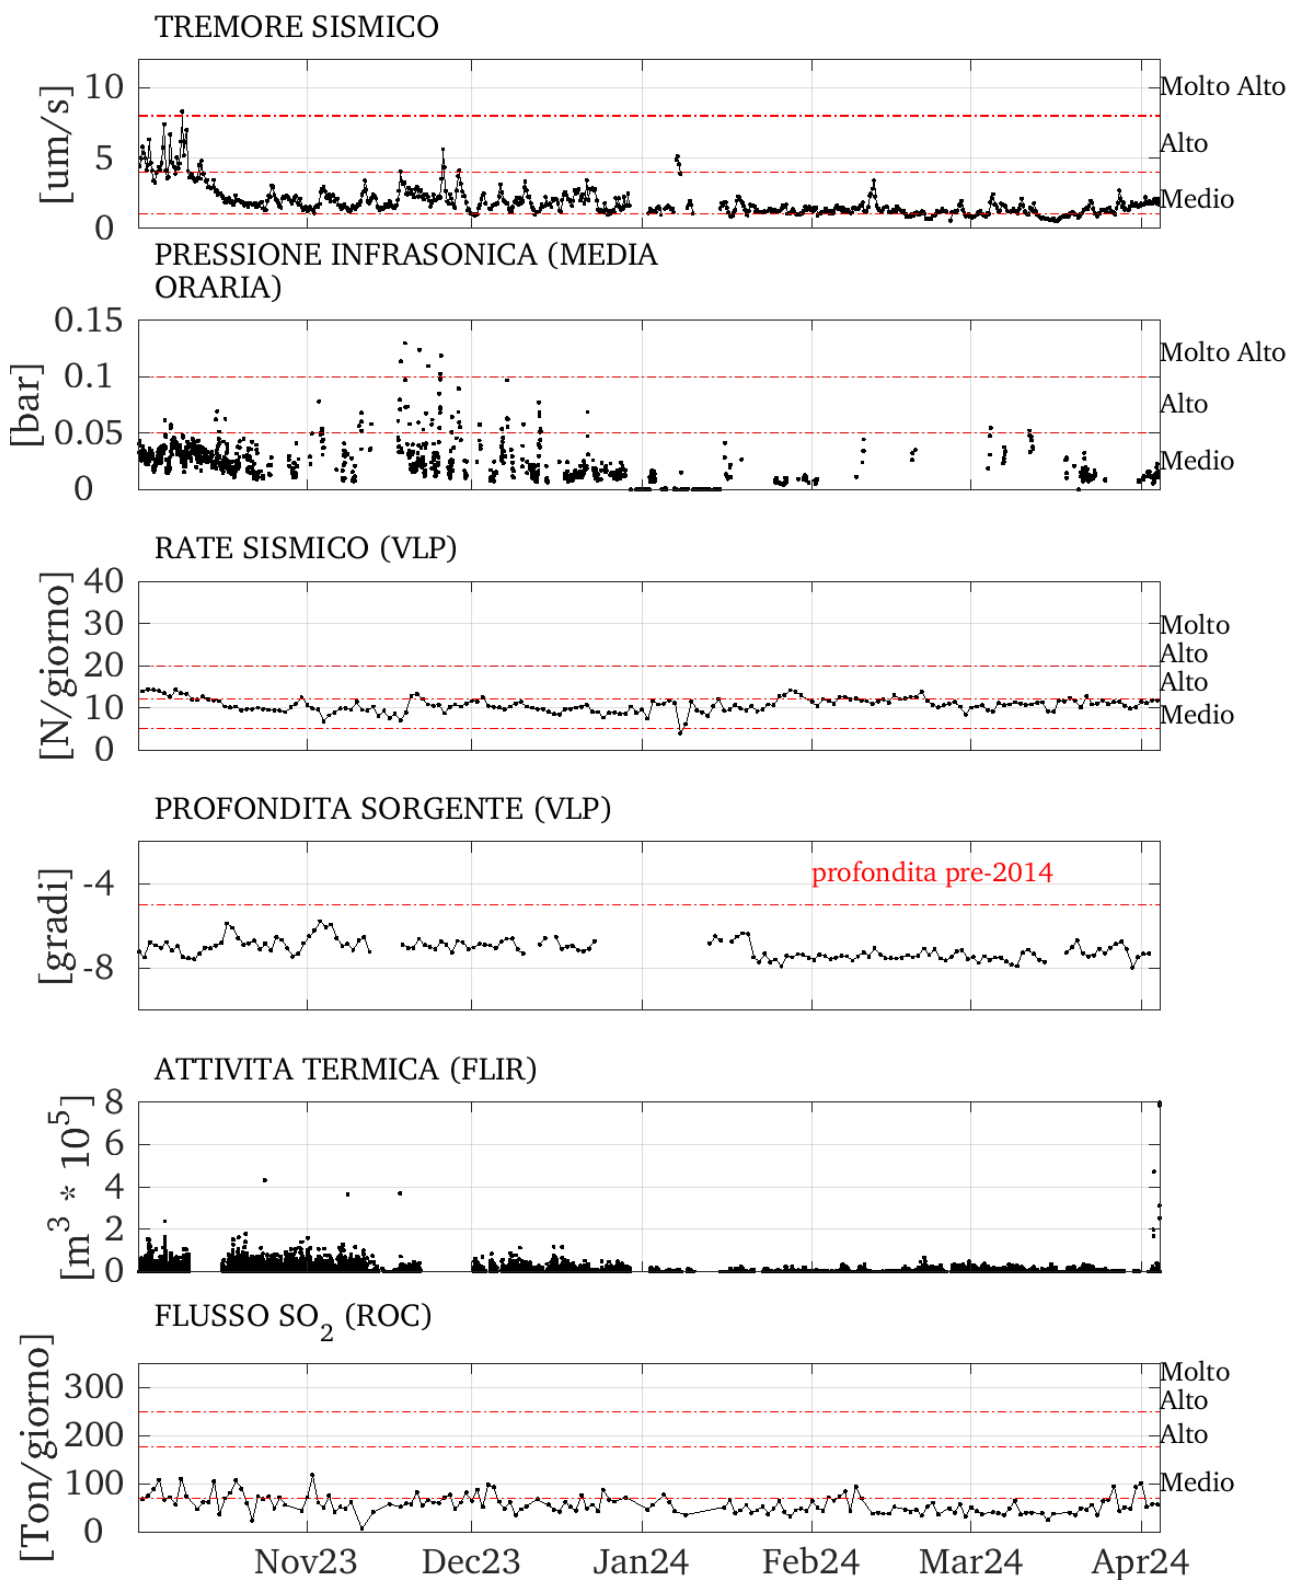 TREMORE SISMICO
[um/s]
10
5
0
Molto Alto
Alto
Medio
PRESSIONE INFRASONICA (MEDIA
ORARIA)
[bar]
0.15
0.1
0.05
0
Molto Alto
Alto
Medio
RATE SISMICO (VLP)
[N/giorno]
40
30
20
10
0
Molto
Alto
Alto
Medio
PROFONDITA SORGENTE (VLP)
[gradi]
-4
-8
profondita pre-2014
ATTIVITA TERMICA (FLIR)
[m³ * 10⁵]
8
6
4
2
0
FLUSSO SO₂ (ROC)
[Ton/giorno]
300
200
100
0
Molto
Alto
Alto
Medio
Nov23 Dec23 Jan24 Feb24 Mar24 Apr24